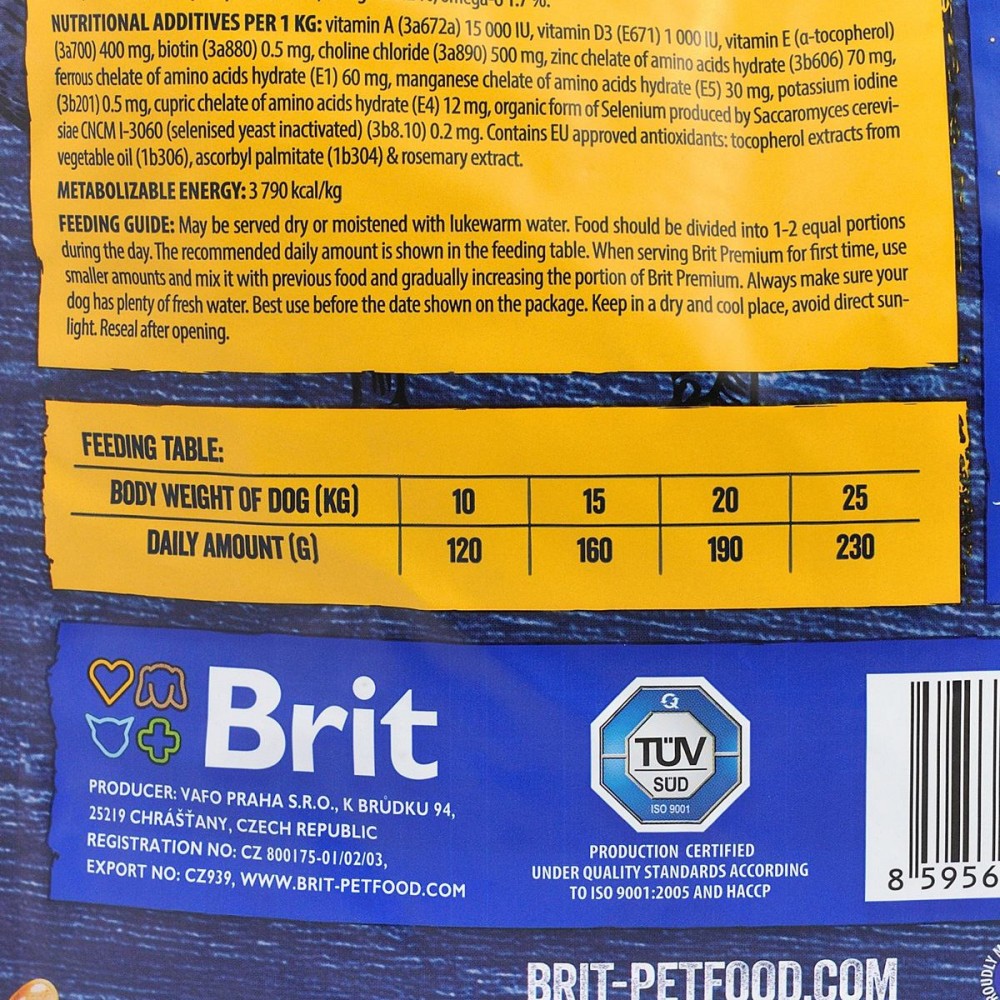 omega-6 1.7 %.
NUTRITIONAL ADDITIVES PER 1 KG: vitamin A (3a672a) 15 000 IU, vitamin D3 (E671) 1 000 IU, vitamin E (α-tocopherol)
(3a700) 400 mg, biotin (3a880) 0.5 mg, choline chloride (3a890) 500 mg, zinc chelate of amino acids hydrate (3b606) 70 mg,
ferrous chelate of amino acids hydrate (E1) 60 mg, manganese chelate of amino acids hydrate (E5) 30 mg, potassium iodine
(3b201) 0.5 mg, cupric chelate of amino acids hydrate (E4) 12 mg, organic form of Selenium produced by Saccaromyces cerevi-
siae CNCM I-3060 (selenised yeast inactivated) (3b8.10) 0.2 mg. Contains EU approved antioxidants: tocopherol extracts from
vegetable oil (1b306), ascorbyl palmitate (1b304) & rosemary extract.
METABOLIZABLE ENERGY: 3 790 kcal/kg
FEEDING GUIDE: May be served dry or moistened with lukewarm water. Food should be divided into 1-2 equal portions
during the day. The recommended daily amount is shown in the feeding table. When serving Brit Premium for first time, use
smaller amounts and mix it with previous food and gradually increasing the portion of Brit Premium. Always make sure your
dog has plenty of fresh water. Best use before the date shown on the package. Keep in a dry and cool place, avoid direct sun-
light. Reseal after opening.
FEEDING TABLE:
BODY WEIGHT OF DOG (KG) 10 15 20 25
DAILY AMOUNT (G) 120 160 190 230
Brit
PRODUCER: VAFO PRAHA S.R.O., K BRŮDKU 94,
25219 CHRÁŠŤANY, CZECH REPUBLIC
REGISTRATION NO: CZ 800175-01/02/03,
EXPORT NO: CZ939, WWW.BRIT-PETFOOD.COM
TÜV
SÜD
ISO 9001
PRODUCTION CERTIFIED
UNDER QUALITY STANDARDS ACCORDING
TO ISO 9001:2005 AND HACCP
8 5956
BRIT-PETFOOD.COM